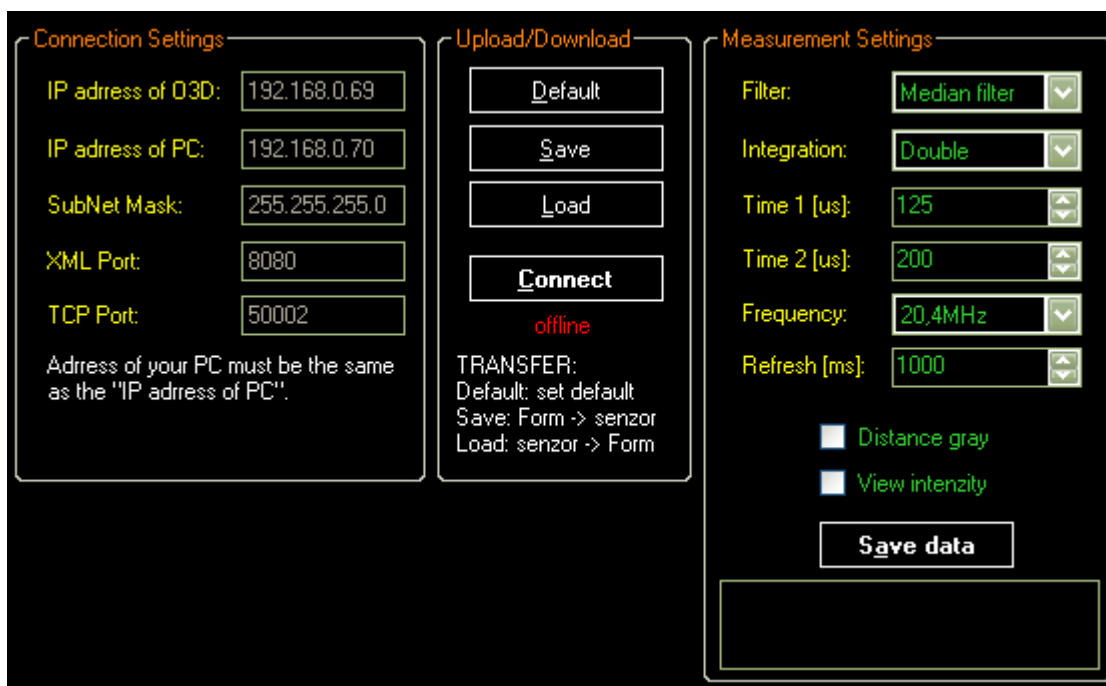 Connection Settings
IP adrress of O3D: 192.168.0.69
IP adrress of PC: 192.168.0.70
SubNet Mask: 255.255.255.0
XML Port: 8080
TCP Port: 50002
Adrress of your PC must be the same
as the "IP adrress of PC".
Upload/Download
Default
Save
Load
Connect
offline
TRANSFER:
Default: set default
Save: Form -> senzor
Load: senzor -> Form
Measurement Settings
Filter: Median filter
Integration: Double
Time 1 [us]: 125
Time 2 [us]: 200
Frequency: 20,4MHz
Refresh [ms]: 1000
Distance gray
View intenzity
Save data